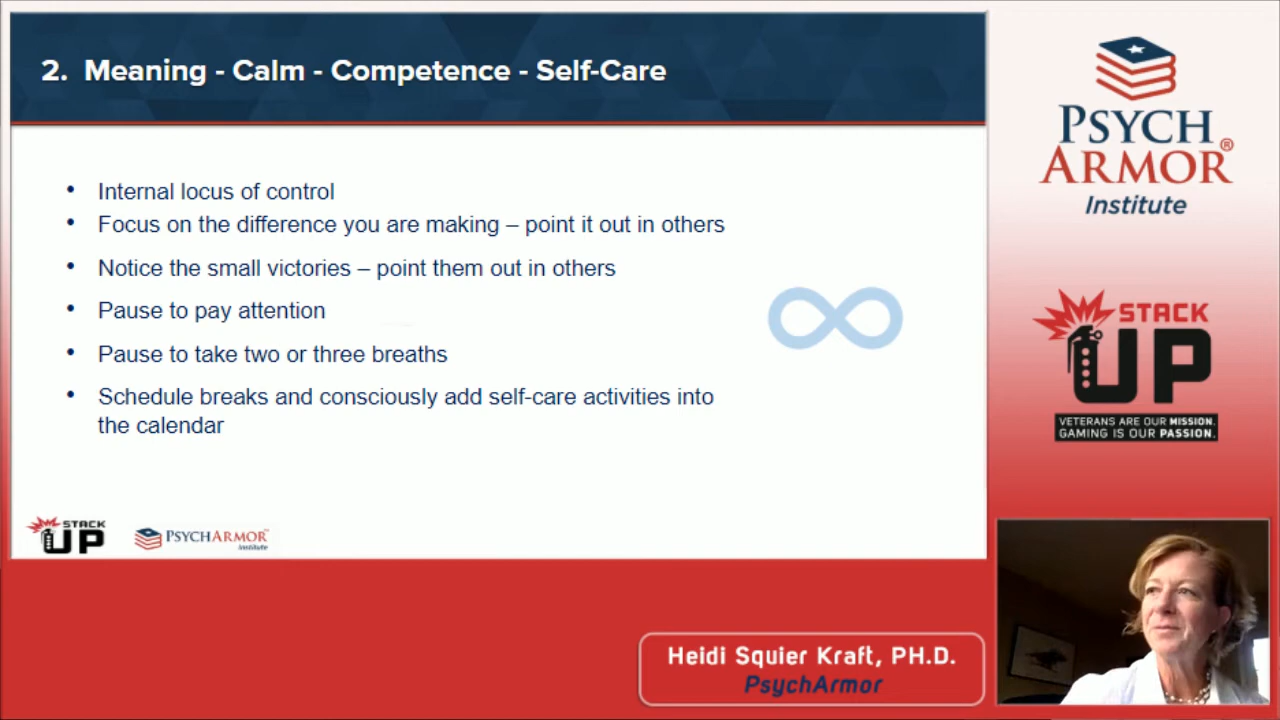 2. Meaning - Calm - Competence - Self-Care
• Internal locus of control
• Focus on the difference you are making – point it out in others
• Notice the small victories – point them out in others
• Pause to pay attention
• Pause to take two or three breaths
• Schedule breaks and consciously add self-care activities into
the calendar
STACK
UP
PSYCHARMOR™
Institute
PSYCH
ARMOR®
Institute
STACK
UP
VETERANS ARE OUR MISSION.
GAMING IS OUR PASSION.
Heidi Squier Kraft, PH.D.
PsychArmor